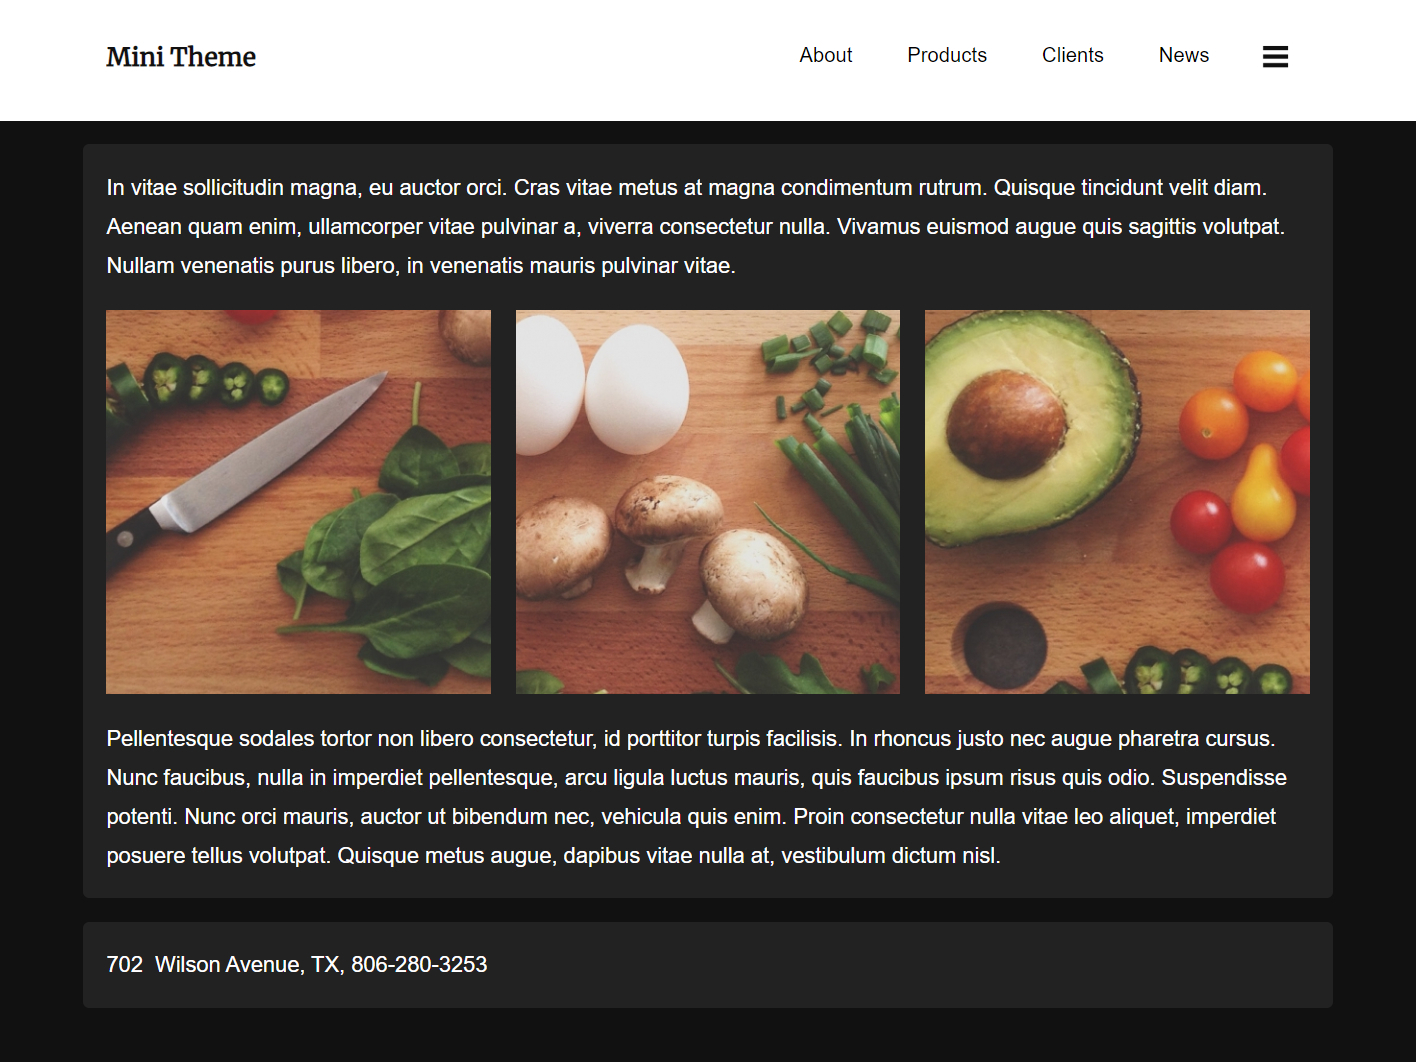 Mini Theme
About Products Clients News
In vitae sollicitudin magna, eu auctor orci. Cras vitae metus at magna condimentum rutrum. Quisque tincidunt velit diam.
Aenean quam enim, ullamcorper vitae pulvinar a, viverra consectetur nulla. Vivamus euismod augue quis sagittis volutpat.
Nullam venenatis purus libero, in venenatis mauris pulvinar vitae.
Pellentesque sodales tortor non libero consectetur, id porttitor turpis facilisis. In rhoncus justo nec augue pharetra cursus.
Nunc faucibus, nulla in imperdiet pellentesque, arcu ligula luctus mauris, quis faucibus ipsum risus quis odio. Suspendisse
potenti. Nunc orci mauris, auctor ut bibendum nec, vehicula quis enim. Proin consectetur nulla vitae leo aliquet, imperdiet
posuere tellus volutpat. Quisque metus augue, dapibus vitae nulla at, vestibulum dictum nisl.
702  Wilson Avenue, TX, 806-280-3253